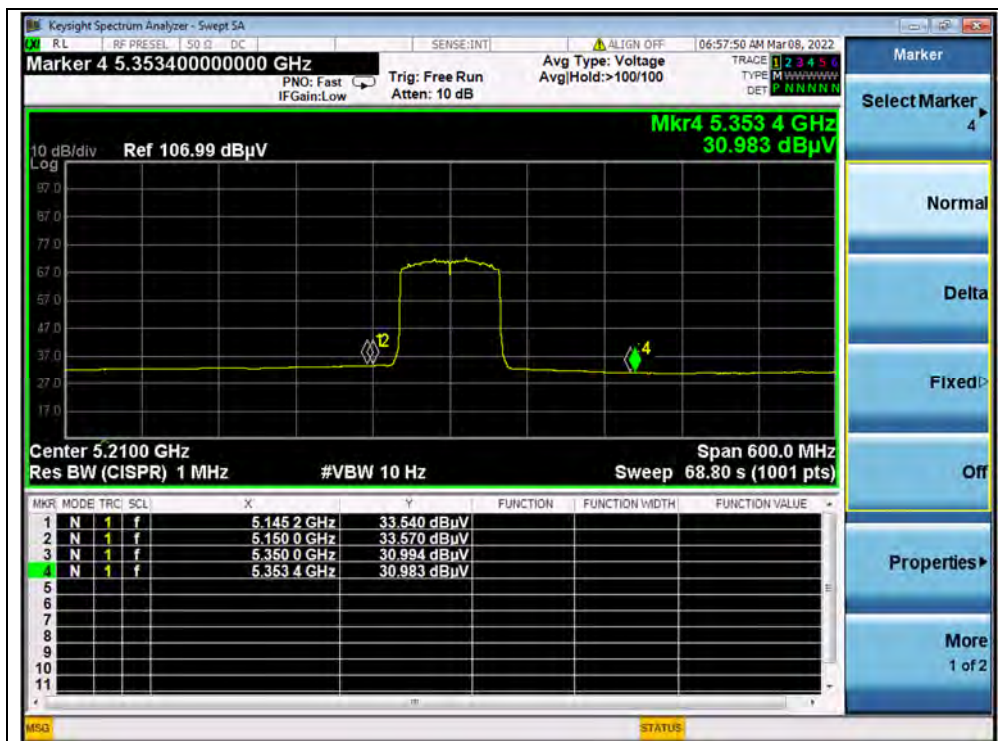 Keysight Spectrum Analyzer - Swept SA
RL RF PRESEL 50 Ω DC SENSE:INT ALIGN OFF 06:57:50 AM Mar 08, 2022
Marker 4 5.353400000000 GHz
PNO: Fast
IFGain:Low
Trig: Free Run
Atten: 10 dB
Avg Type: Voltage
Avg|Hold:>100/100
TRACE 1 2 3 4 5 6
TYPE M WWWWW
DET P N N N N N
Mkr4 5.353 4 GHz
30.983 dBµV
10 dB/div Ref 106.99 dBµV
Log
97.0
87.0
77.0
67.0
57.0
47.0
37.0
27.0
17.0
12
4
Center 5.2100 GHz Span 600.0 MHz
Res BW (CISPR) 1 MHz #VBW 10 Hz Sweep 68.80 s (1001 pts)
MKR MODE TRC SCL X Y FUNCTION FUNCTION WIDTH FUNCTION VALUE
1 N 1 f 5.145 2 GHz 33.540 dBµV
2 N 1 f 5.150 0 GHz 33.570 dBµV
3 N 1 f 5.350 0 GHz 30.994 dBµV
4 N 1 f 5.353 4 GHz 30.983 dBµV
5
6
7
8
9
10
11
MSG STATUS
Marker
Select Marker
4
Normal
Delta
Fixed
Off
Properties
More
1 of 2